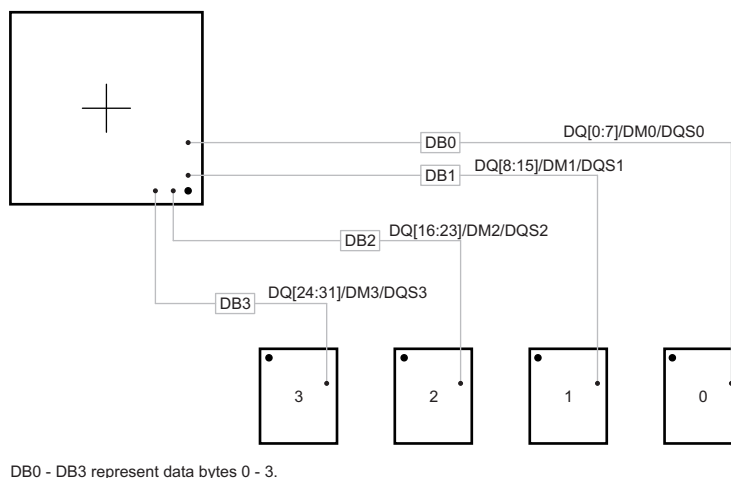 DB0
DQ[0:7]/DM0/DQS0
DB1
DQ[8:15]/DM1/DQS1
DB2
DQ[16:23]/DM2/DQS2
DB3
DQ[24:31]/DM3/DQS3
3
2
1
0
DB0 - DB3 represent data bytes 0 - 3.